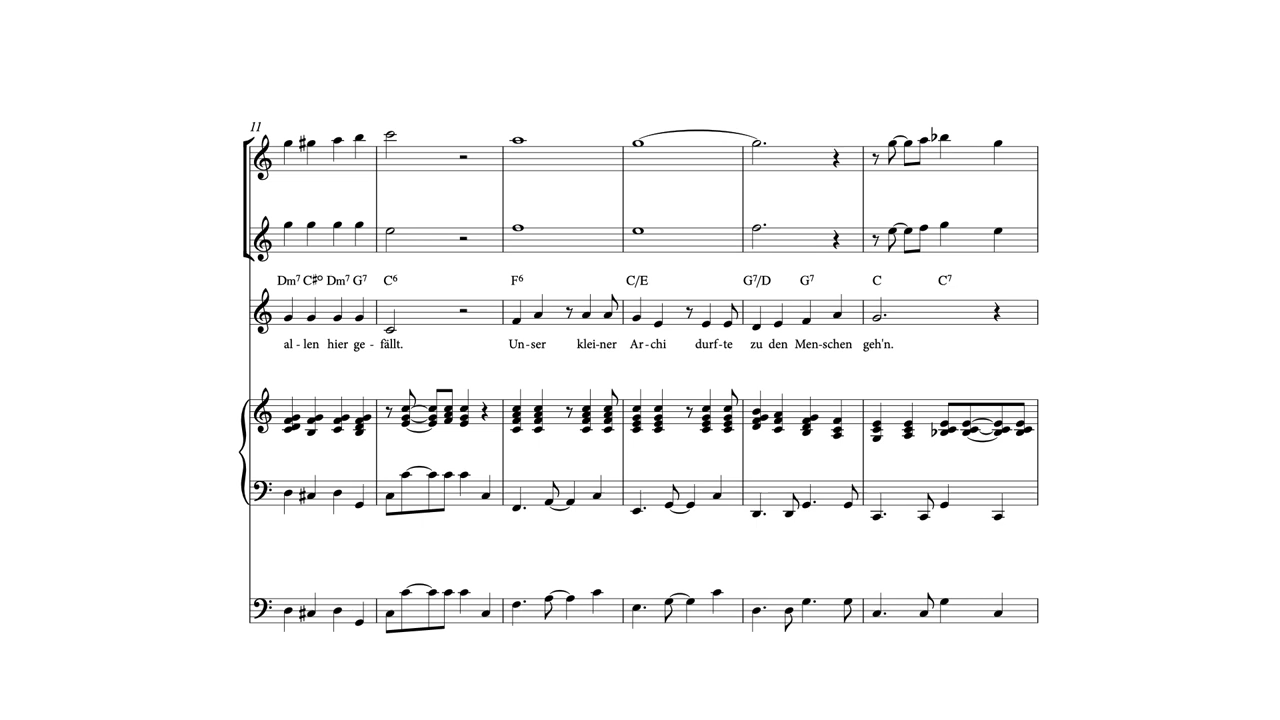 11
Dm7 C#o Dm7 G7 C6 F6 C/E G7/D G7 C C7
al - len hier ge - fällt. Un-ser klei-ner Ar-chi durf-te zu den Men-schen geh'n.